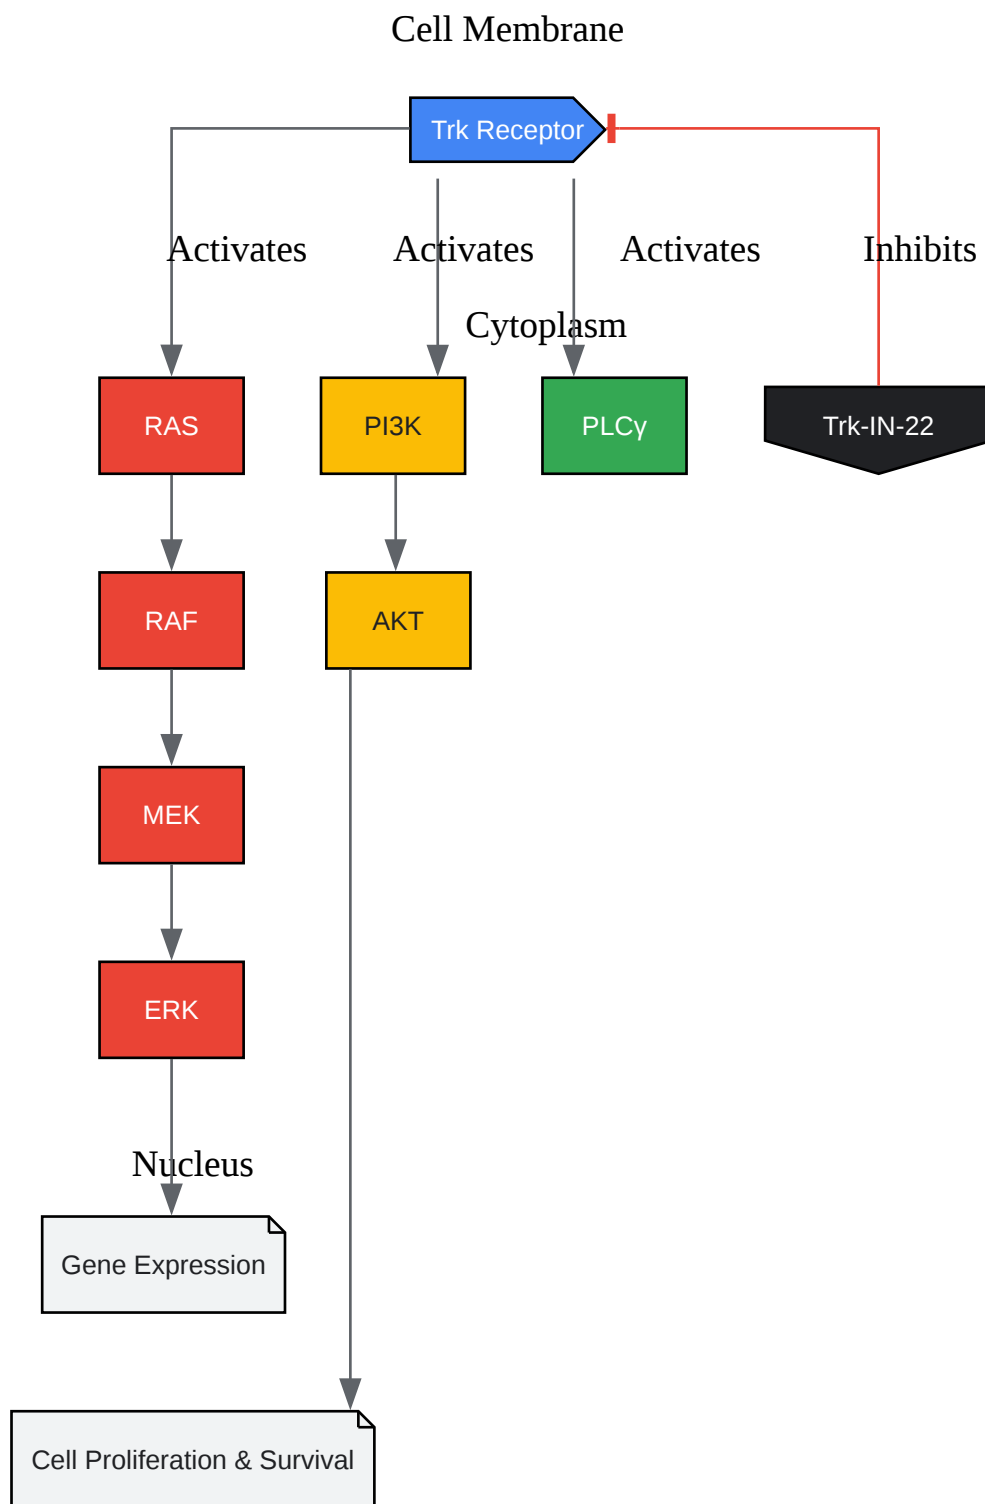 Cell Membrane
Trk Receptor
Activates
Activates
Activates
Inhibits
Cytoplasm
RAS
PI3K
PLCγ
Trk-IN-22
RAF
AKT
MEK
ERK
Nucleus
Gene Expression
Cell Proliferation & Survival